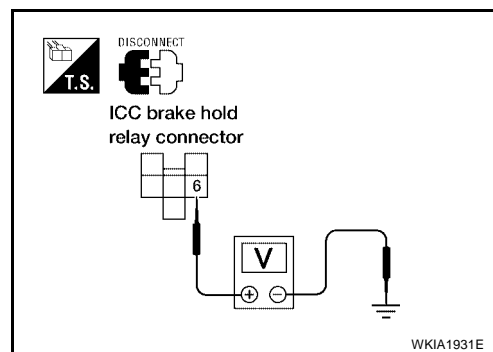 DISCONNECT
T.S.
ICC brake hold
relay connector
6
V
+ −
WKIA1931E